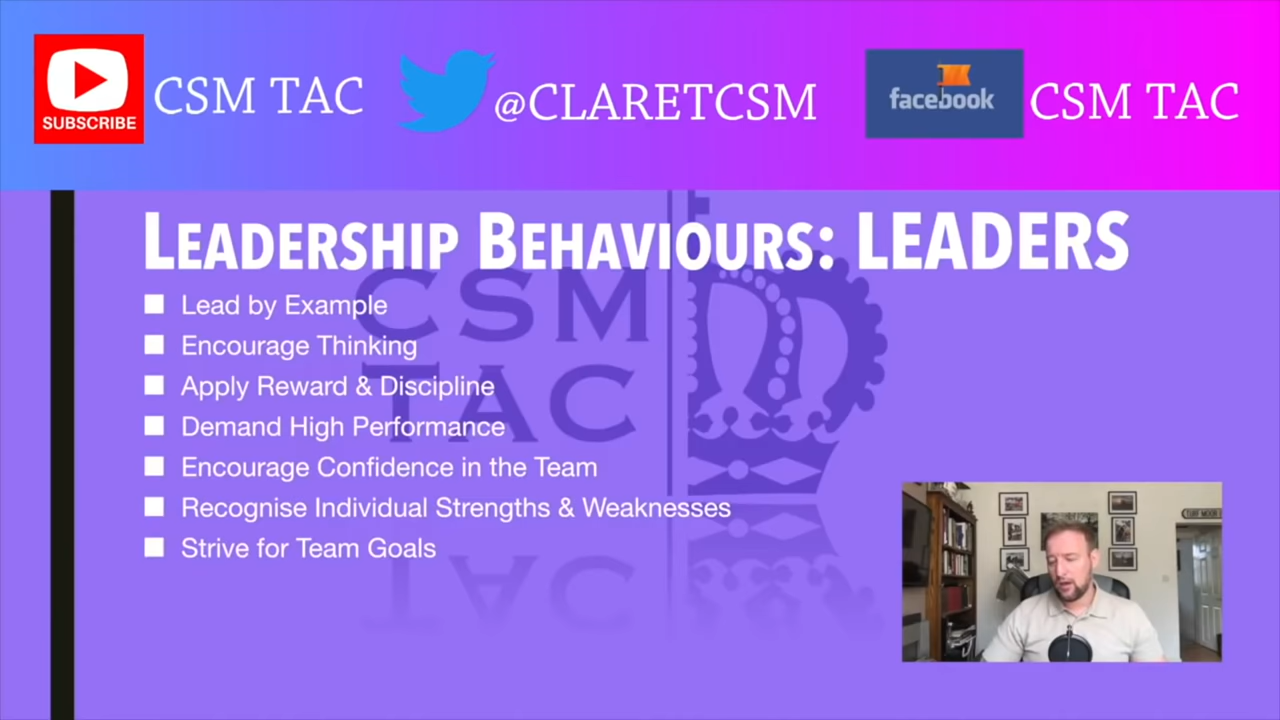 SUBSCRIBE
CSM TAC
@CLARETCSM
facebook
CSM TAC
LEADERSHIP BEHAVIOURS: LEADERS
Lead by Example
Encourage Thinking
Apply Reward & Discipline
Demand High Performance
Encourage Confidence in the Team
Recognise Individual Strengths & Weaknesses
Strive for Team Goals
CSM
TAC